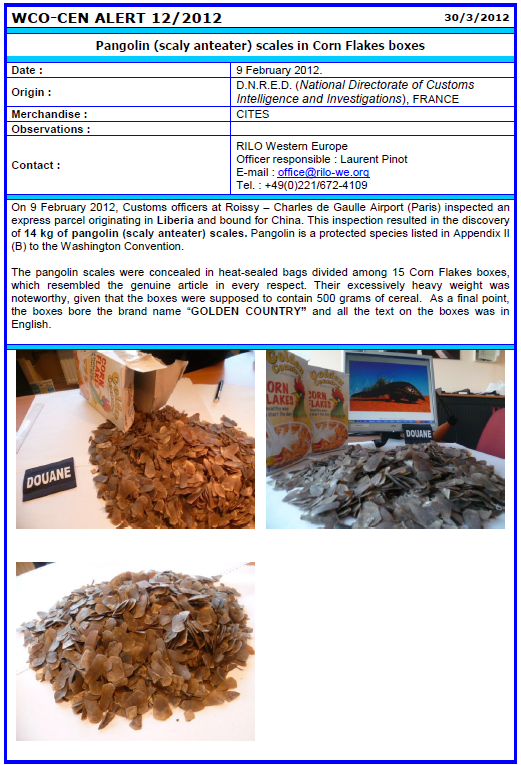 WCO-CEN ALERT 12/2012 30/3/2012
Pangolin (scaly anteater) scales in Corn Flakes boxes
Date : 9 February 2012.
Origin : D.N.R.E.D. (National Directorate of Customs
Intelligence and Investigations), FRANCE
Merchandise : CITES
Observations :
Contact : RILO Western Europe
Officer responsible : Laurent Pinot
E-mail : office@rilo-we.org
Tel. : +49(0)221/672-4109
On 9 February 2012, Customs officers at Roissy – Charles de Gaulle Airport (Paris) inspected an
express parcel originating in Liberia and bound for China. This inspection resulted in the discovery
of 14 kg of pangolin (scaly anteater) scales. Pangolin is a protected species listed in Appendix II
(B) to the Washington Convention.
The pangolin scales were concealed in heat-sealed bags divided among 15 Corn Flakes boxes,
which resembled the genuine article in every respect. Their excessively heavy weight was
noteworthy, given that the boxes were supposed to contain 500 grams of cereal. As a final point,
the boxes bore the brand name “GOLDEN COUNTRY” and all the text on the boxes was in
English.
CORN
DOUANE
Golden
Country
CORN
FLAKES
DOUANE